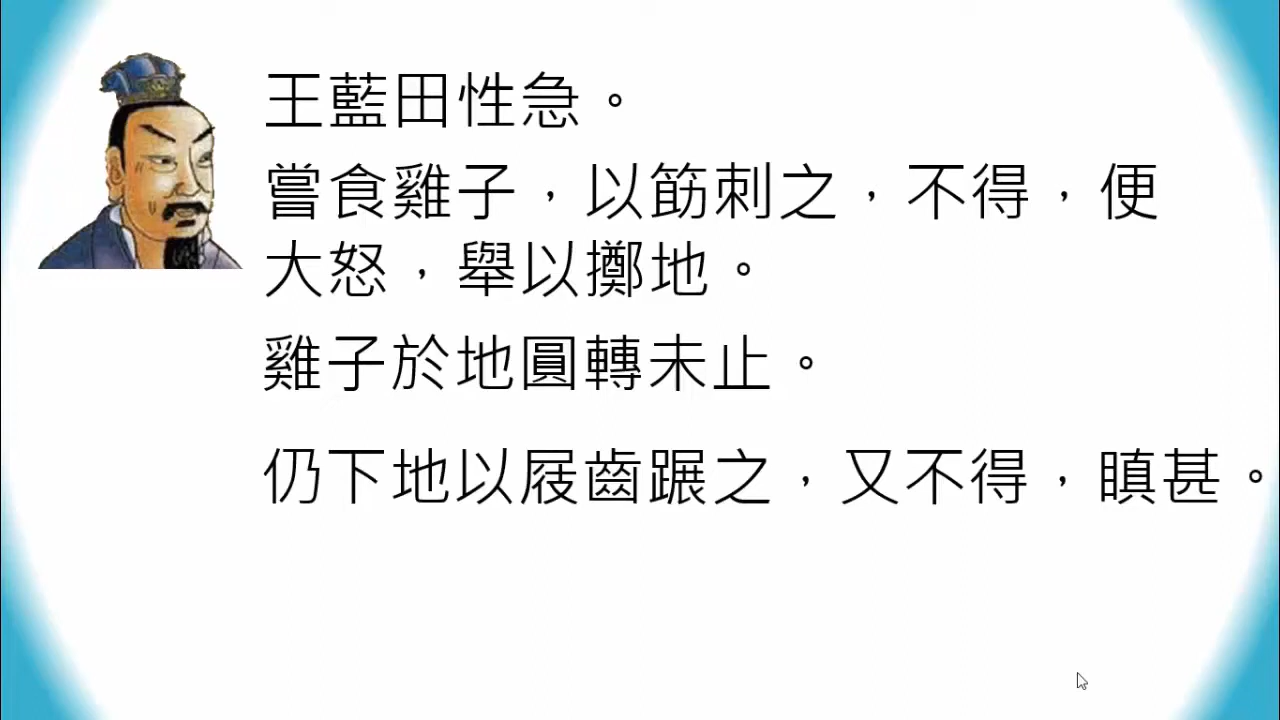 王藍田性急。
嘗食雞子，以筯刺之，不得，便
大怒，舉以擲地。
雞子於地圓轉未止。
仍下地以屐齒蹍之，又不得，瞋甚。